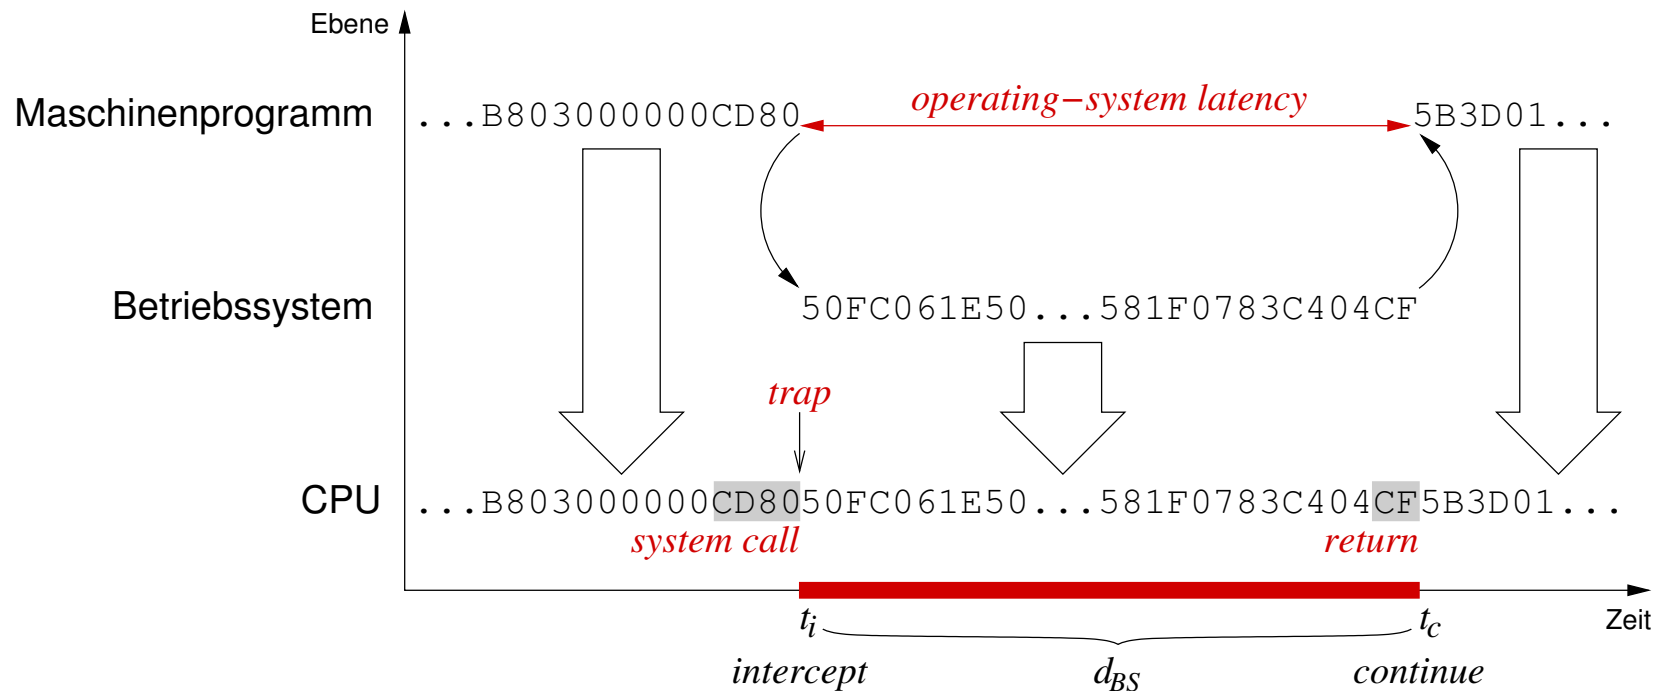 Ebene
Maschinenprogramm ...B803000000CD80 operating−system latency 5B3D01...
Betriebssystem 50FC061E50...581F0783C404CF
trap
CPU ...B803000000CD8050FC061E50...581F0783C404CF5B3D01...
system call return
ti tc Zeit
intercept dBS continue